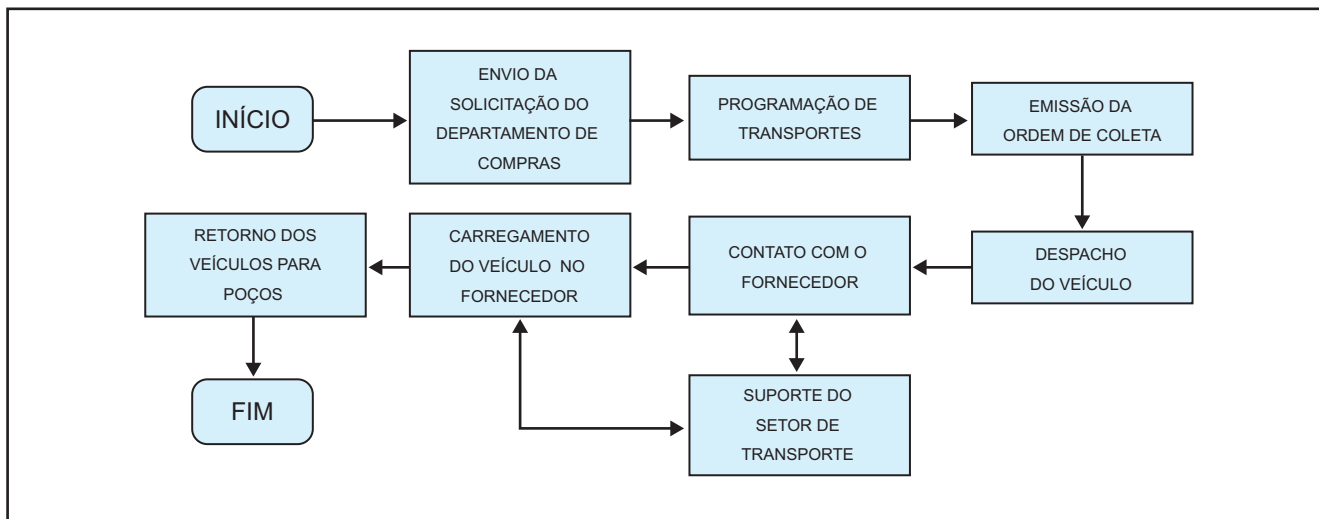 INÍCIO
ENVIO DA
SOLICITAÇÃO DO
DEPARTAMENTO DE
COMPRAS
PROGRAMAÇÃO DE
TRANSPORTES
EMISSÃO DA
ORDEM DE COLETA
DESPACHO
DO VEÍCULO
CONTATO COM O
FORNECEDOR
SUPORTE DO
SETOR DE
TRANSPORTE
CARREGAMENTO
DO VEÍCULO NO
FORNECEDOR
RETORNO DOS
VEÍCULOS PARA
POÇOS
FIM